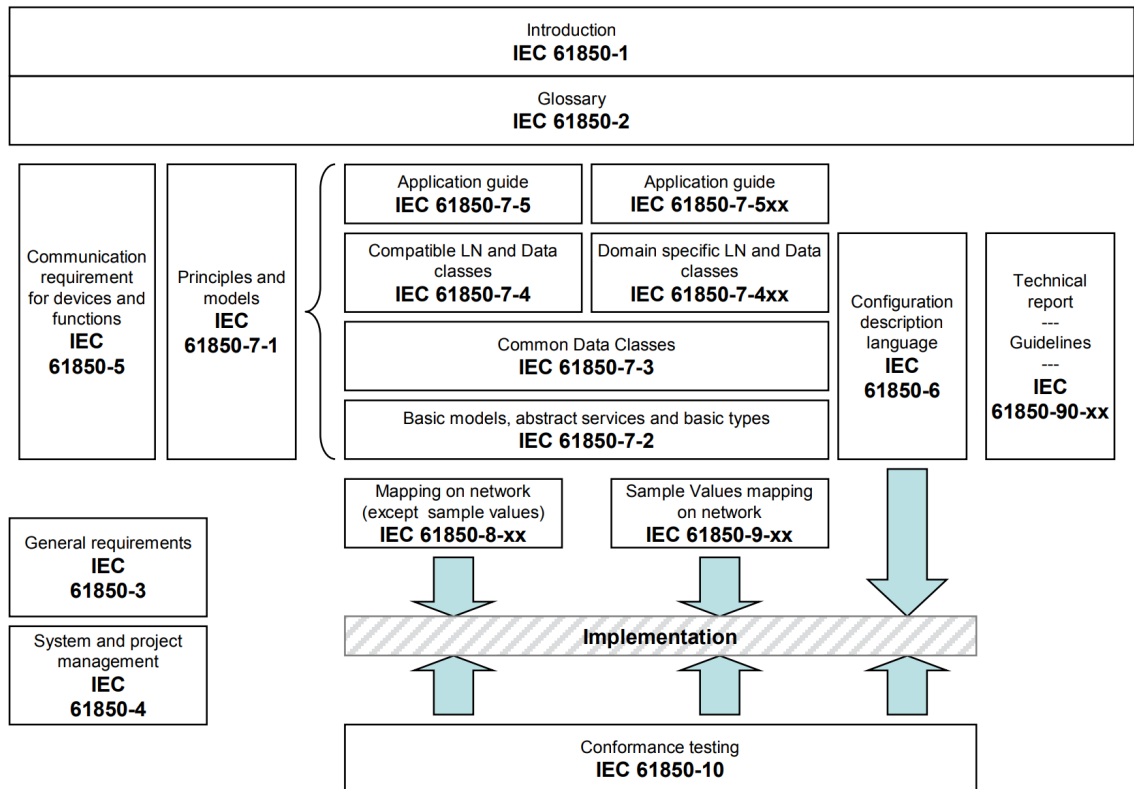 Introduction
IEC 61850-1
Glossary
IEC 61850-2
Communication
requirement
for devices and
functions
IEC
61850-5
Principles and
models
IEC
61850-7-1
Application guide
IEC 61850-7-5
Application guide
IEC 61850-7-5xx
Compatible LN and Data
classes
IEC 61850-7-4
Domain specific LN and Data
classes
IEC 61850-7-4xx
Common Data Classes
IEC 61850-7-3
Basic models, abstract services and basic types
IEC 61850-7-2
Configuration
description
language
IEC
61850-6
Technical
report
---
Guidelines
---
IEC
61850-90-xx
Mapping on network
(except sample values)
IEC 61850-8-xx
Sample Values mapping
on network
IEC 61850-9-xx
General requirements
IEC
61850-3
System and project
management
IEC
61850-4
Implementation
Conformance testing
IEC 61850-10